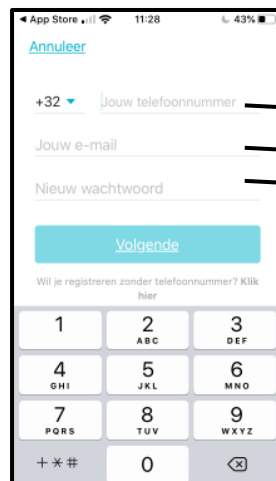 App Store 11:28 43%
Annuleer
+32 Jouw telefoonnummer
Jouw e-mail
Nieuw wachtwoord
Volgende
Wil je registreren zonder telefoonnummer? Klik
hier
1 2 3
ABC DEF
4 5 6
GHI JKL MNO
7 8 9
PQRS TUV WXYZ
+*# 0